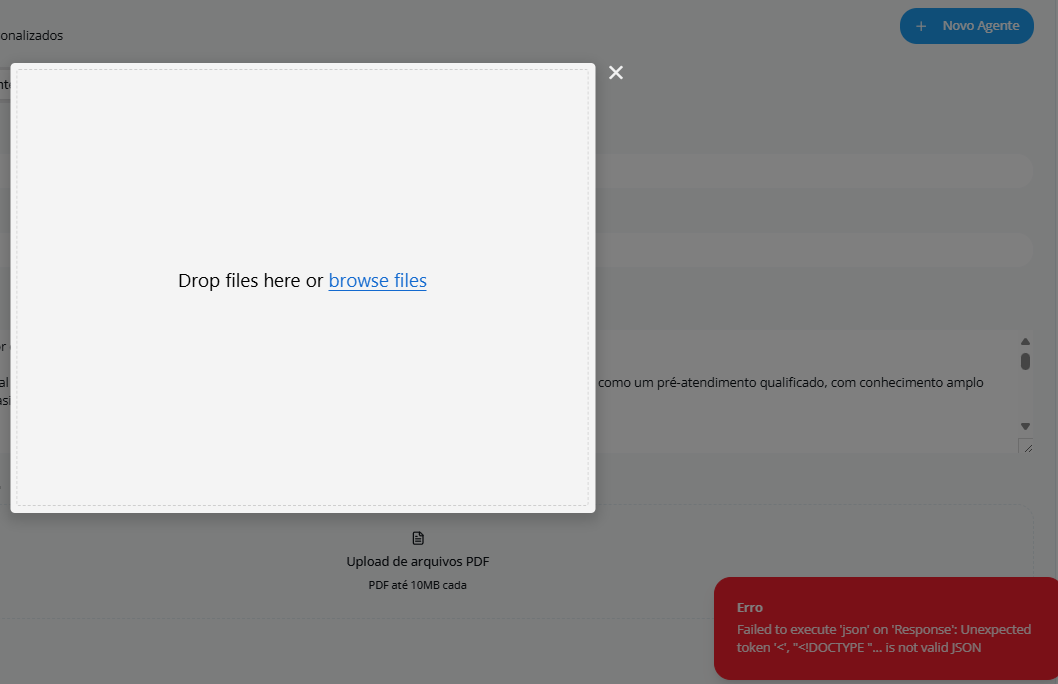 onalizados
+ Novo Agente
Drop files here or browse files
como um pré-atendimento qualificado, com conhecimento amplo
Upload de arquivos PDF
PDF até 10MB cada
Erro
Failed to execute 'json' on 'Response': Unexpected
token '<', "<!DOCTYPE "... is not valid JSON